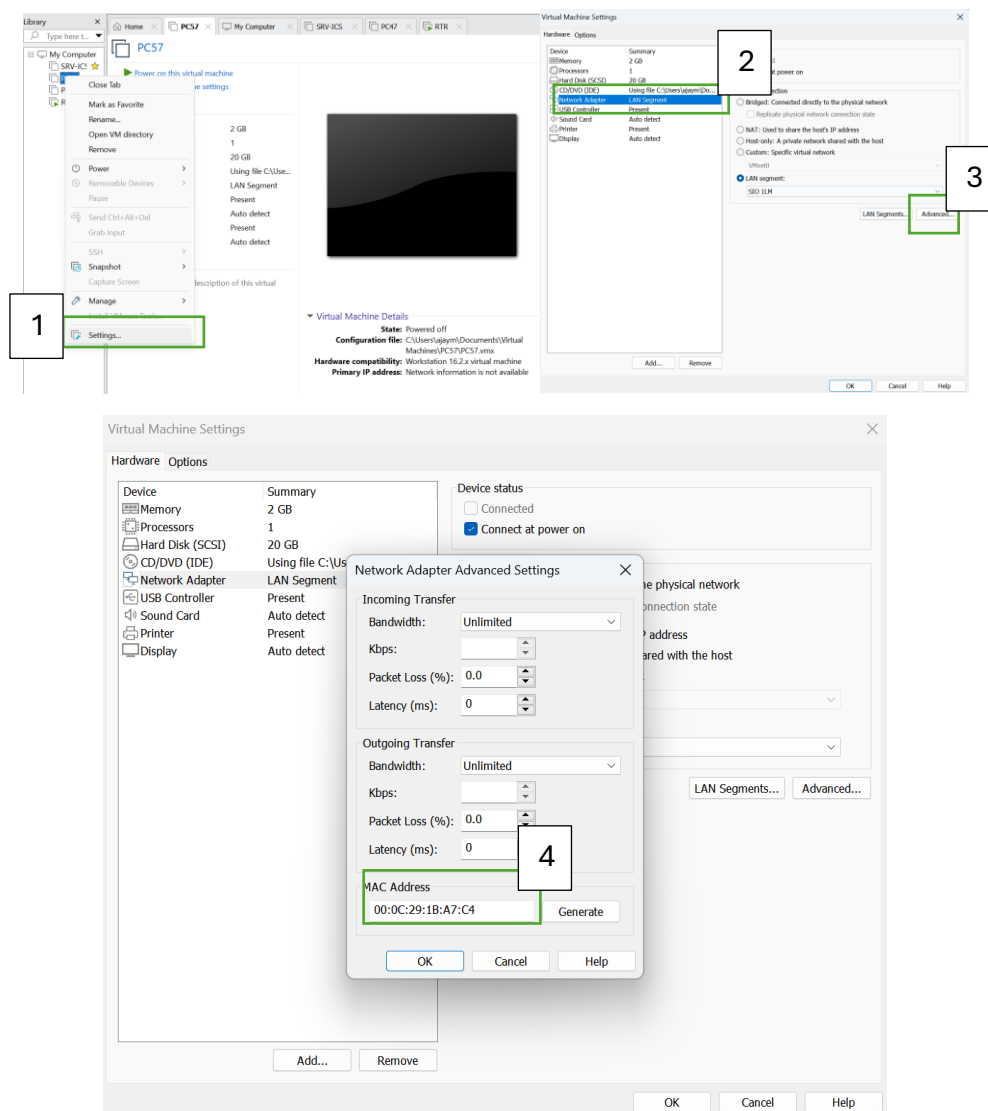 Library ×
Type here t...
My Computer
SRV-ICS
Home × PC57 × My Computer × SRV-ICS × PC47 × RTR ×
PC57
Power on this virtual machine
settings
Close Tab
Mark as Favorite
Rename...
Open VM directory
Remove
Power >
Removable Devices >
Pause
Send Ctrl+Alt+Del
Grab Input
SSH >
Snapshot >
Capture Screen
Manage >
Settings...
1
2 GB
1
20 GB
Using file C:\Use...
LAN Segment
Present
Auto detect
Present
Auto detect
description of this virtual
Virtual Machine Details
State: Powered off
Configuration file: C:\Users\ajaym\Documents\Virtual
Machines\PC57\PC57.vmx
Hardware compatibility: Workstation 16.2.x virtual machine
Primary IP address: Network information is not available
Virtual Machine Settings
Hardware Options
Device Summary
Memory 2 GB
Processors 1
Hard Disk (SCSI) 20 GB
CD/DVD (IDE) Using file C:\Users\ajaym\Do...
Network Adapter LAN Segment
USB Controller Present
Sound Card Auto detect
Printer Present
Display Auto detect
2
at power on
Bridged: Connected directly to the physical network
Replicate physical network connection state
NAT: Used to share the host's IP address
Host-only: A private network shared with the host
Custom: Specific virtual network
VMnet0
LAN segment:
SIO 1LM
3
LAN Segments... Advanced...
Add... Remove
OK Cancel Help
Virtual Machine Settings
Hardware Options
Device Summary
Memory 2 GB
Processors 1
Hard Disk (SCSI) 20 GB
CD/DVD (IDE) Using file C:\Us
Network Adapter LAN Segment
USB Controller Present
Sound Card Auto detect
Printer Present
Display Auto detect
Add... Remove
Device status
Connected
Connect at power on
he physical network
onnection state
address
ared with the host
LAN Segments... Advanced...
Network Adapter Advanced Settings
Incoming Transfer
Bandwidth: Unlimited
Kbps:
Packet Loss (%): 0.0
Latency (ms): 0
Outgoing Transfer
Bandwidth: Unlimited
Kbps:
Packet Loss (%): 0.0
Latency (ms): 0
4
MAC Address
00:0C:29:1B:A7:C4 Generate
OK Cancel Help
OK Cancel Help